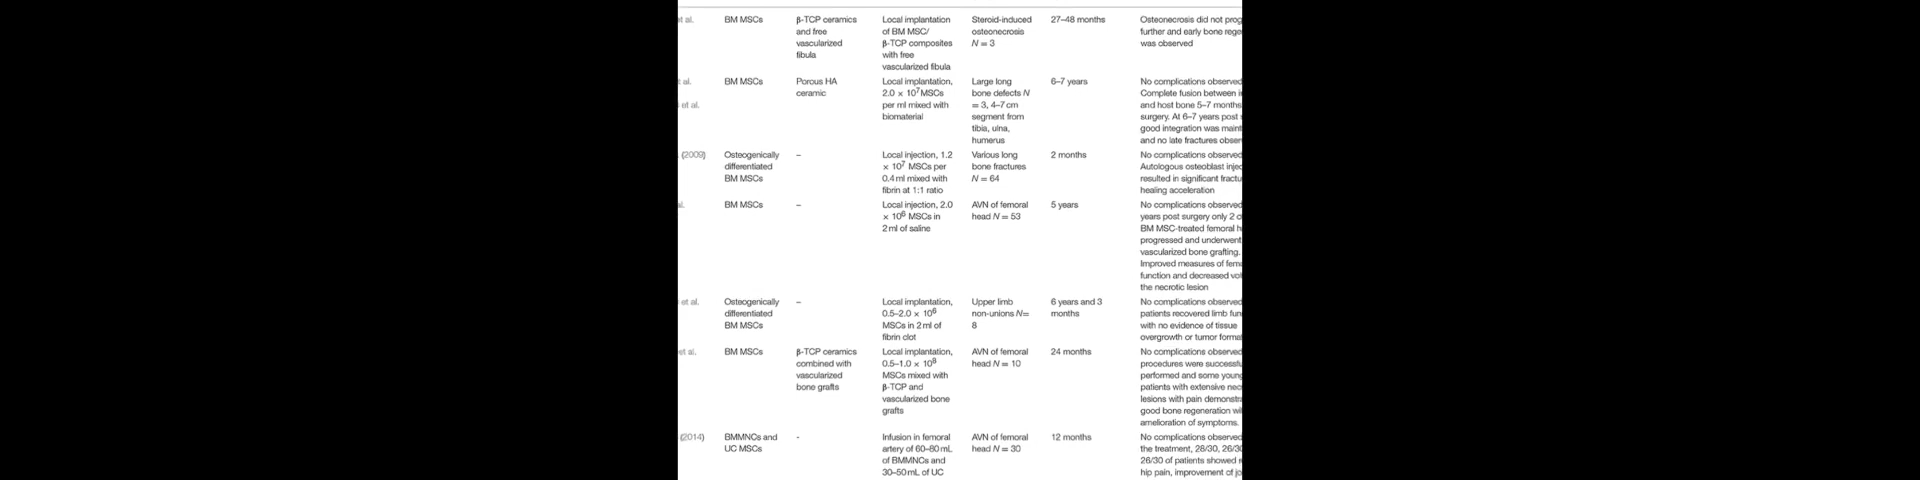 et al. BM MSCs β-TCP ceramics Local implantation Steroid-induced 27–48 months Osteonecrosis did not prog
and free of BM MSC/ osteonecrosis further and early bone rege
vascularized β-TCP composites N = 3 was observed
fibula with free
vascularized fibula
t al. BM MSCs Porous HA Local implantation, Large long 6–7 years No complications observed
ceramic 2.0 × 10⁷MSCs bone defects N Complete fusion between i
et al. per ml mixed with = 3, 4–7 cm and host bone 5–7 months
biomaterial segment from surgery. At 6–7 years post
tibia, ulna, good integration was maint
humerus and no late fractures obser
(2009) Osteogenically – Local injection, 1.2 Various long 2 months No complications observed
differentiated × 10⁷ MSCs per bone fractures Autologous osteoblast injec
BM MSCs 0.4 ml mixed with N = 64 resulted in significant fractu
fibrin at 1:1 ratio healing acceleration
al. BM MSCs – Local injection, 2.0 AVN of femoral 5 years No complications observed
× 10⁶ MSCs in head N = 53 years post surgery only 2 o
2 ml of saline BM MSC-treated femoral h
progressed and underwent
vascularized bone grafting.
Improved measures of fem
function and decreased vol
the necrotic lesion
et al. Osteogenically – Local implantation, Upper limb 6 years and 3 No complications observed
differentiated 0.5–2.0 × 10⁶ non-unions N= months patients recovered limb fun
BM MSCs MSCs in 2 ml of 8 with no evidence of tissue
fibrin clot overgrowth or tumor forma
et al. BM MSCs β-TCP ceramics Local implantation, AVN of femoral 24 months No complications observed
combined with 0.5–1.0 × 10⁸ head N = 10 procedures were successfu
vascularized MSCs mixed with performed and some young
bone grafts β-TCP and patients with extensive nec
vascularized bone lesions with pain demonstra
grafts good bone regeneration wi
amelioration of symptoms.
(2014) BMMNCs and - Infusion in femoral AVN of femoral 12 months No complications observed
UC MSCs artery of 60–80 mL head N = 30 the treatment, 28/30, 26/30
of BMMNCs and 26/30 of patients showed
30–50 mL of UC hip pain, improvement of jo